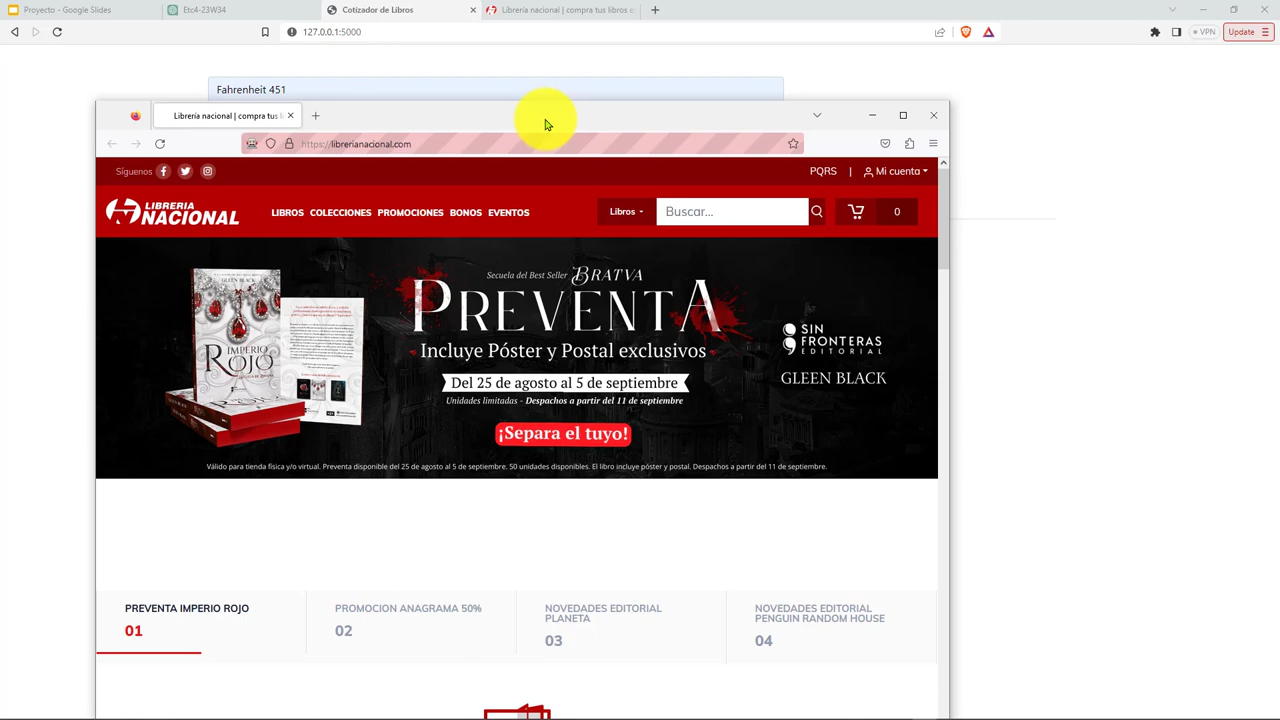 Proyecto - Google Slides
Etc4-23W34
Cotizador de Libros
Librería nacional | compra tus libros e
127.0.0.1:5000
VPN
Update
Fahrenheit 451
Librería nacional | compra tus li
https://librerianacional.com
Síguenos
PQRS | Mi cuenta
LIBRERIA
NACIONAL
LIBROS COLECCIONES PROMOCIONES BONOS EVENTOS
Libros
Buscar...
0
Secuela del Best Seller BRATVA
PREVENTA
Incluye Póster y Postal exclusivos
Del 25 de agosto al 5 de septiembre
Unidades limitadas - Despachos a partir del 11 de septiembre
¡Separa el tuyo!
SIN
FRONTERAS
EDITORIAL
GLEEN BLACK
GLEEN BLACK
IMPERIO
ROJO
Válido para tienda física y/o virtual. Preventa disponible del 25 de agosto al 5 de septiembre. 50 unidades disponibles. El libro incluye póster y postal. Despachos a partir del 11 de septiembre.
PREVENTA IMPERIO ROJO
01
PROMOCION ANAGRAMA 50%
02
NOVEDADES EDITORIAL
PLANETA
03
NOVEDADES EDITORIAL
PENGUIN RANDOM HOUSE
04